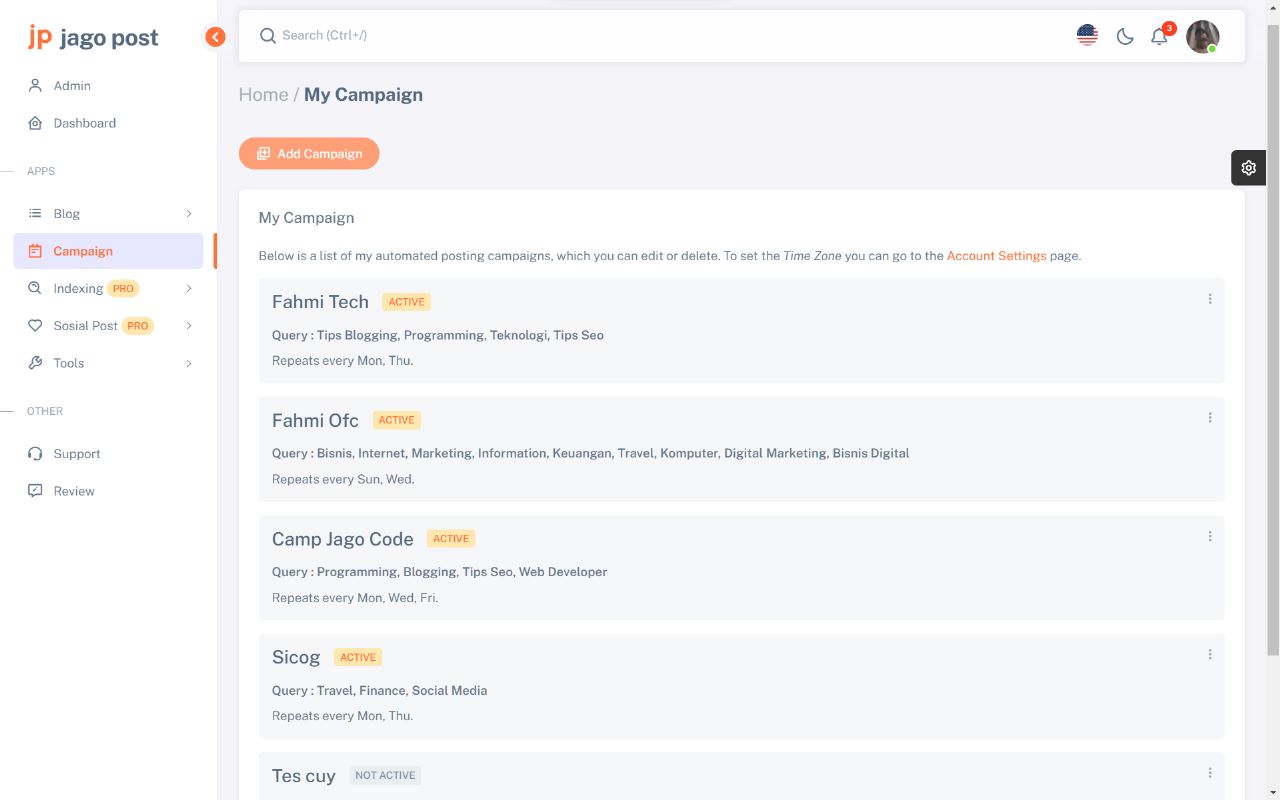 jp jago post
Admin
Dashboard
APPS
Blog
Campaign
Indexing PRO
Sosial Post PRO
Tools
OTHER
Support
Review
Search (Ctrl+/)
3
Home / My Campaign
Add Campaign
My Campaign
Below is a list of my automated posting campaigns, which you can edit or delete. To set the Time Zone you can go to the Account Settings page.
Fahmi Tech ACTIVE
Query : Tips Blogging, Programming, Teknologi, Tips Seo
Repeats every Mon, Thu.
Fahmi Ofc ACTIVE
Query : Bisnis, Internet, Marketing, Information, Keuangan, Travel, Komputer, Digital Marketing, Bisnis Digital
Repeats every Sun, Wed.
Camp Jago Code ACTIVE
Query : Programming, Blogging, Tips Seo, Web Developer
Repeats every Mon, Wed, Fri.
Sicog ACTIVE
Query : Travel, Finance, Social Media
Repeats every Mon, Thu.
Tes cuy NOT ACTIVE